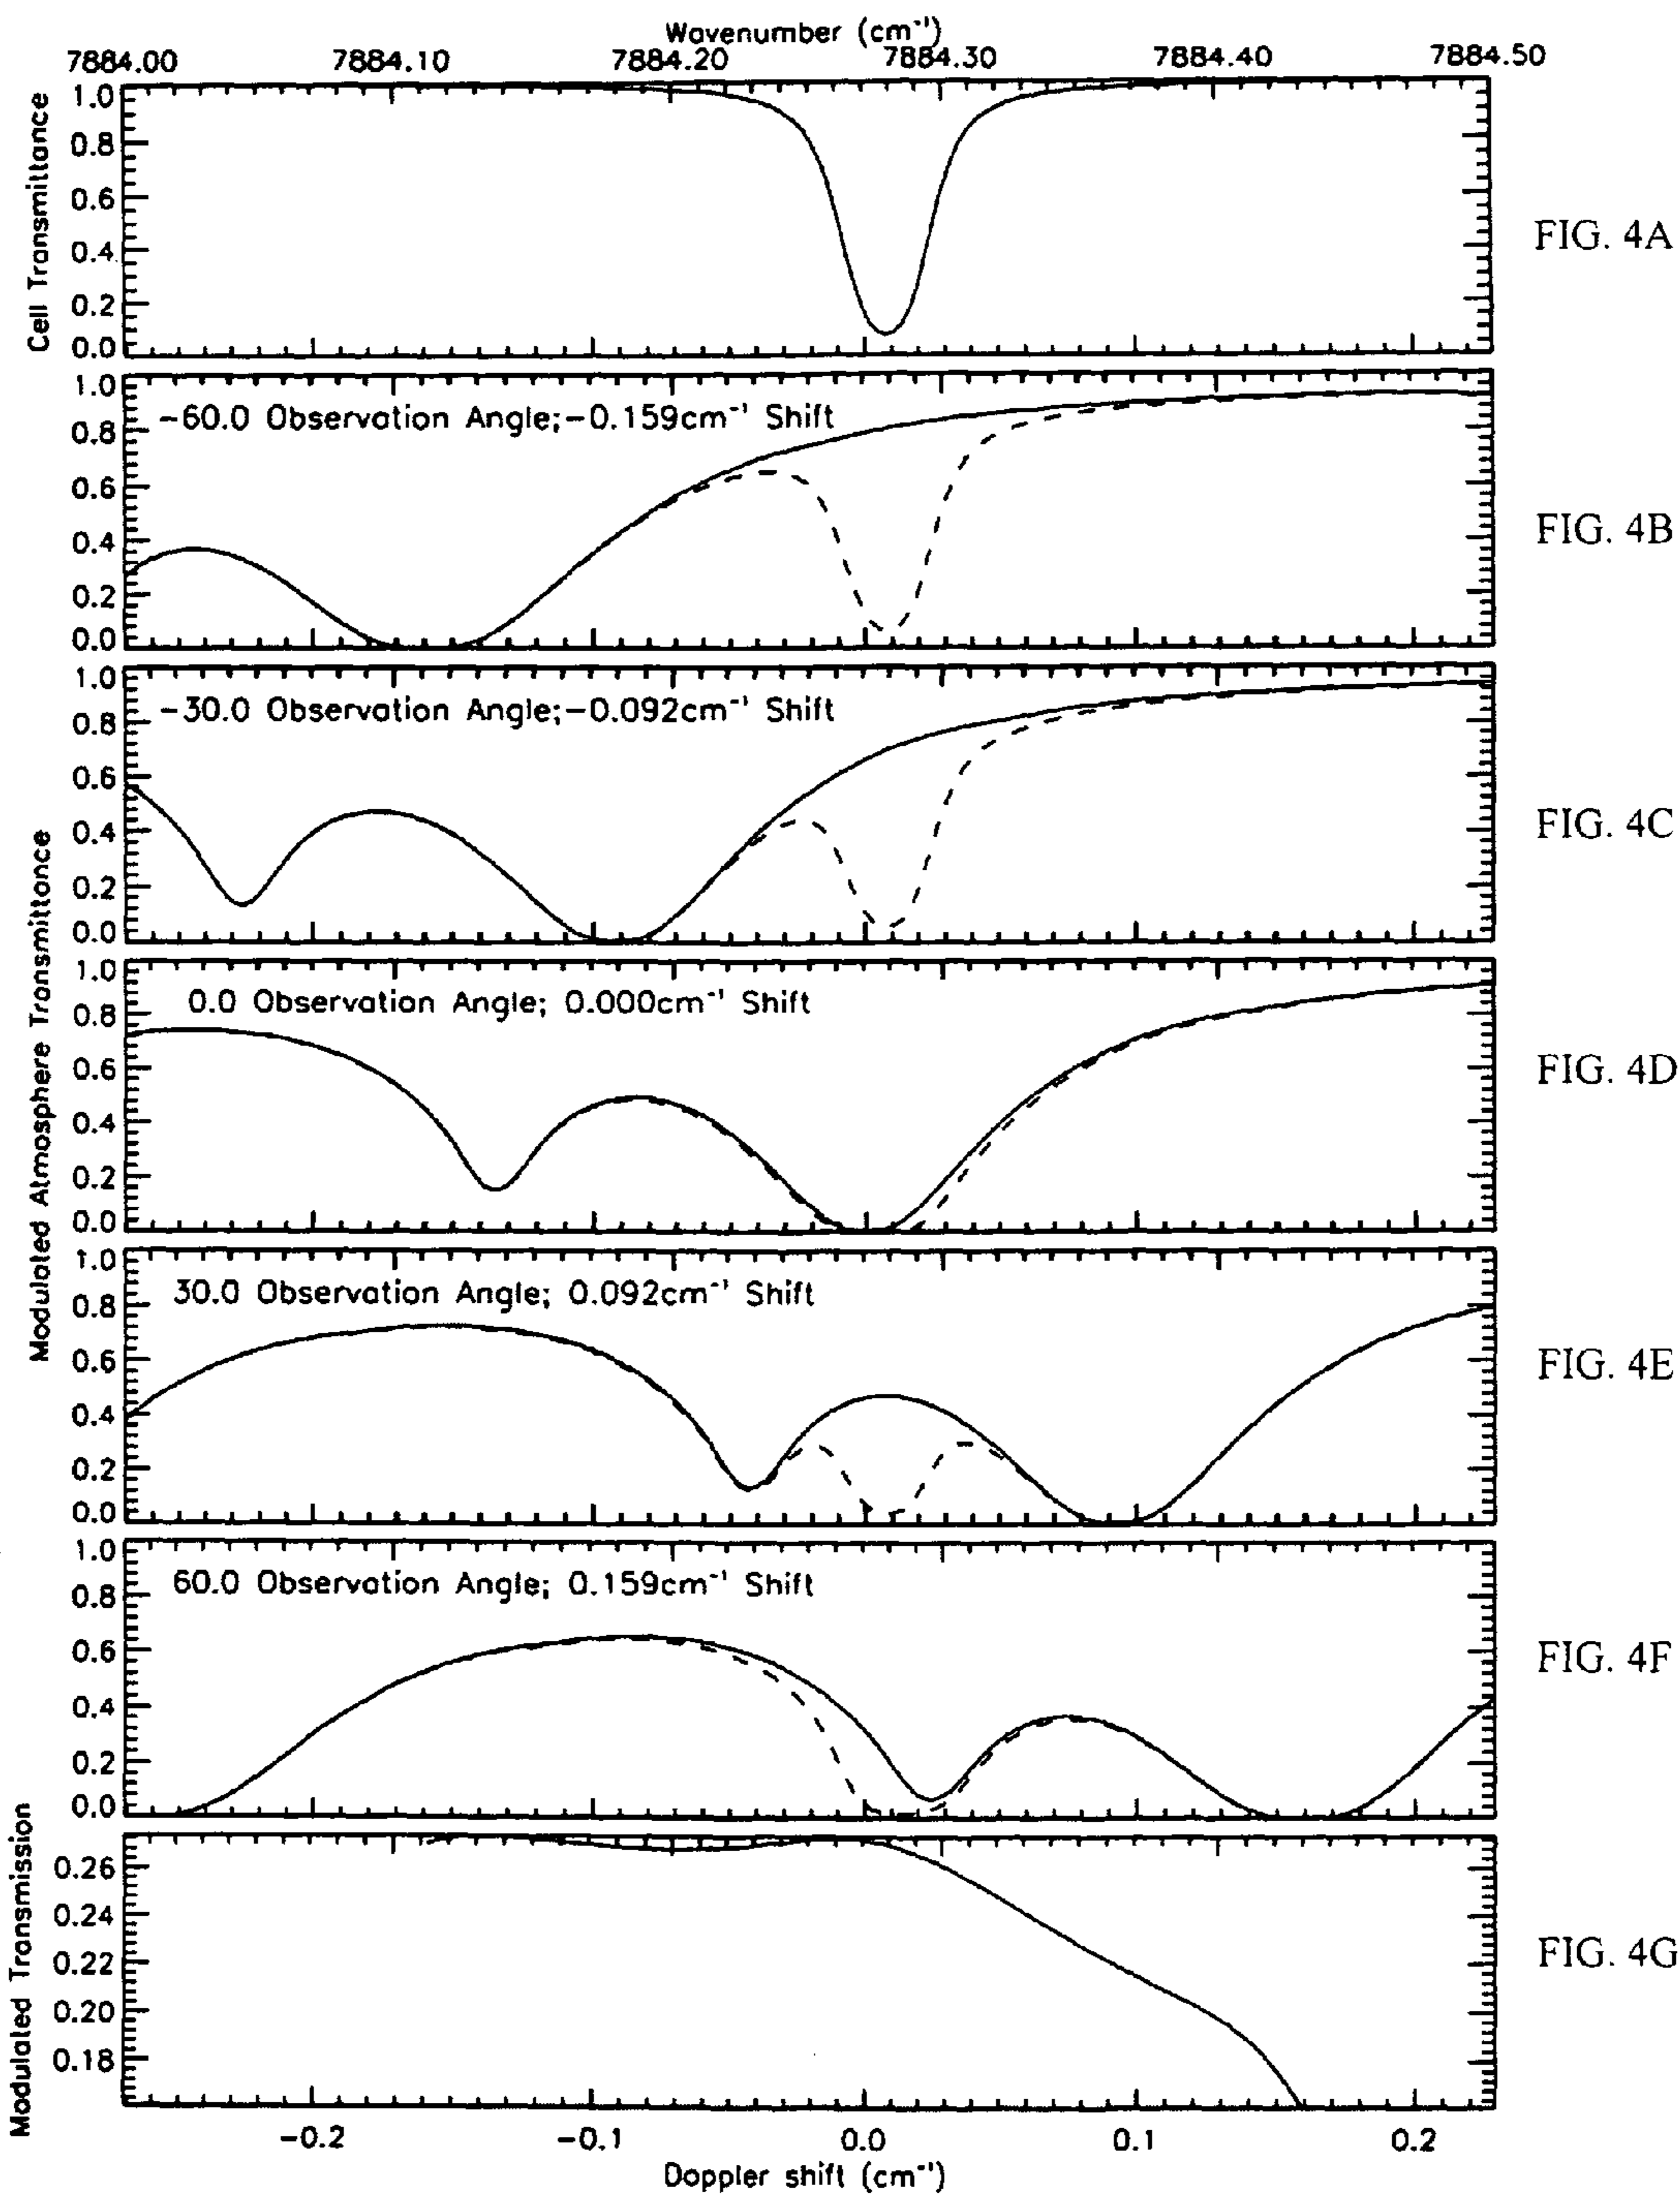 Wavenumber (cm⁻¹)
7884.00 7884.10 7884.20 7884.30 7884.40 7884.50
Cell Transmittance
1.0
0.8
0.6
0.4
0.2
0.0
FIG. 4A
-60.0 Observation Angle;-0.159cm⁻¹ Shift
1.0
0.8
0.6
0.4
0.2
0.0
FIG. 4B
-30.0 Observation Angle;-0.092cm⁻¹ Shift
1.0
0.8
0.6
0.4
0.2
0.0
FIG. 4C
Modulated Atmosphere Transmittance
0.0 Observation Angle; 0.000cm⁻¹ Shift
1.0
0.8
0.6
0.4
0.2
0.0
FIG. 4D
30.0 Observation Angle; 0.092cm⁻¹ Shift
1.0
0.8
0.6
0.4
0.2
0.0
FIG. 4E
60.0 Observation Angle; 0.159cm⁻¹ Shift
1.0
0.8
0.6
0.4
0.2
0.0
FIG. 4F
Modulated Transmission
0.26
0.24
0.22
0.20
0.18
FIG. 4G
-0.2 -0.1 0.0 0.1 0.2
Doppler shift (cm⁻¹)